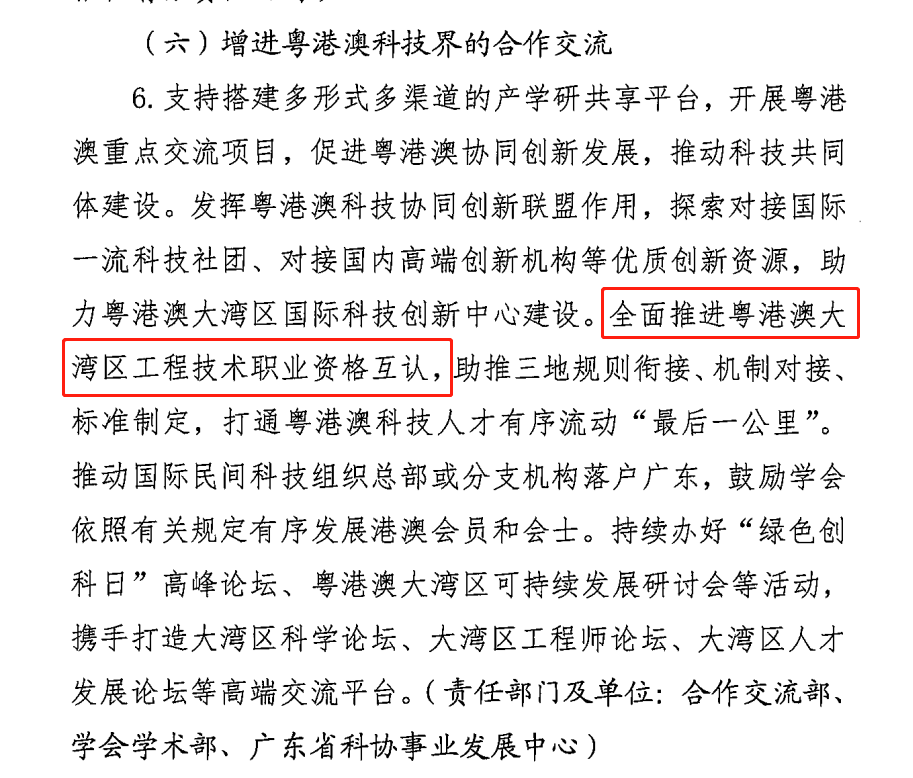 （六）增进粤港澳科技界的合作交流
6. 支持搭建多形式多渠道的产学研共享平台，开展粤港
澳重点交流项目，促进粤港澳协同创新发展，推动科技共同
体建设。发挥粤港澳科技协同创新联盟作用，探索对接国际
一流科技社团、对接国内高端创新机构等优质创新资源，助
力粤港澳大湾区国际科技创新中心建设。全面推进粤港澳大
湾区工程技术职业资格互认，助推三地规则衔接、机制对接、
标准制定，打通粤港澳科技人才有序流动“最后一公里”。
推动国际民间科技组织总部或分支机构落户广东，鼓励学会
依照有关规定有序发展港澳会员和会士。持续办好“绿色创
科日”高峰论坛、粤港澳大湾区可持续发展研讨会等活动，
携手打造大湾区科学论坛、大湾区工程师论坛、大湾区人才
发展论坛等高端交流平台。（责任部门及单位：合作交流部、
学会学术部、广东省科协事业发展中心）